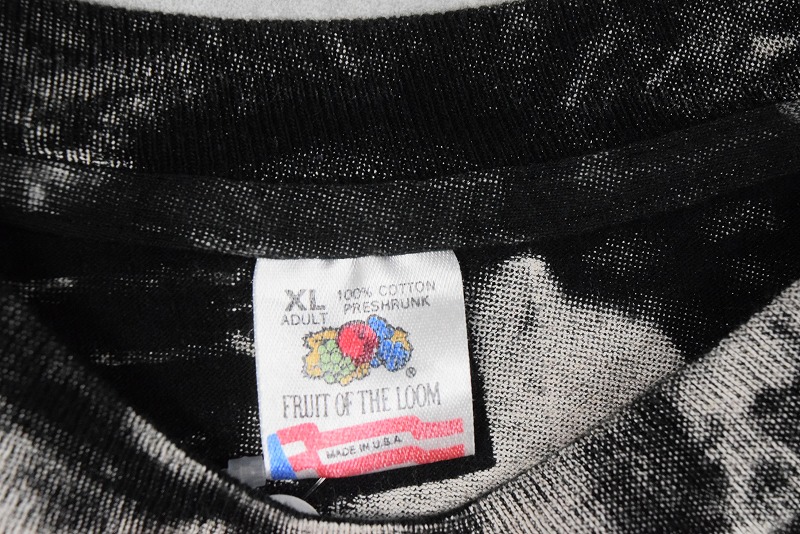 XL 100% COTTON
ADULT PRESHRUNK
®
FRUIT OF THE LOOM
MADE IN U.S.A.